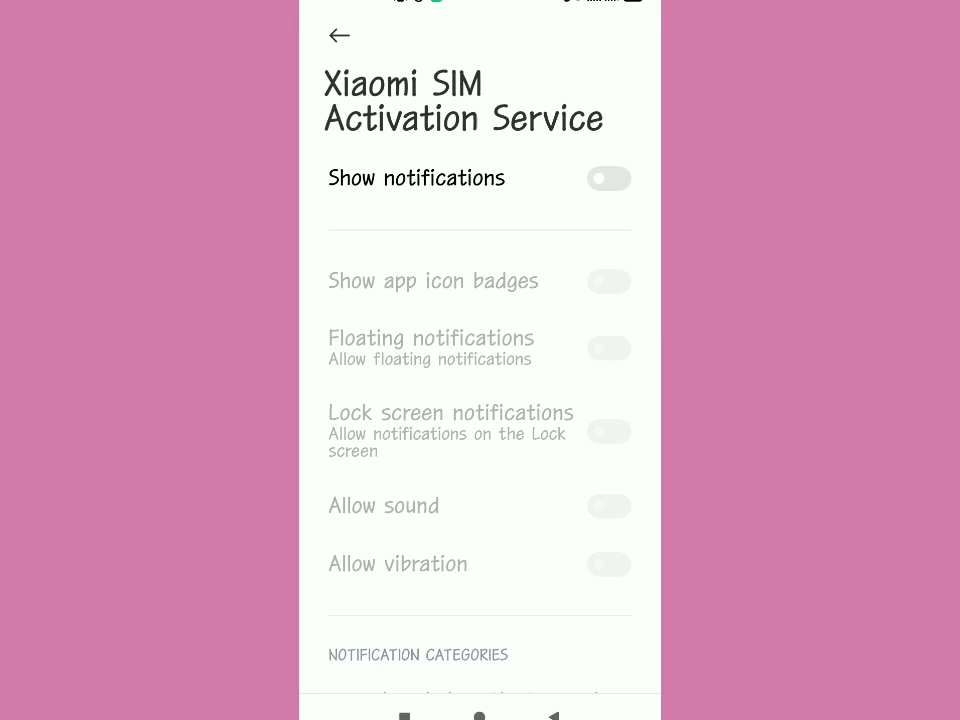 Xiaomi SIM
Activation Service
Show notifications
Show app icon badges
Floating notifications
Allow floating notifications
Lock screen notifications
Allow notifications on the Lock
screen
Allow sound
Allow vibration
NOTIFICATION CATEGORIES